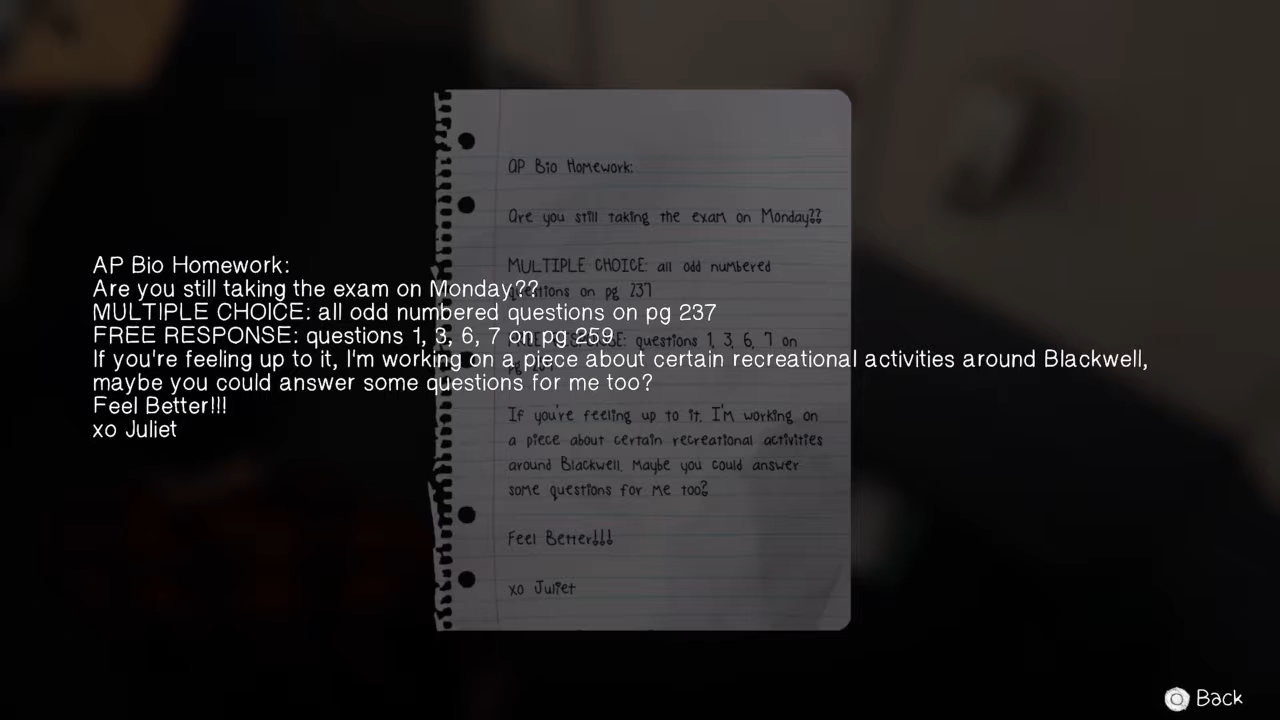 AP Bio Homework:
Are you still taking the exam on Monday??
MULTIPLE CHOICE: all odd numbered questions on pg 237
FREE RESPONSE: questions 1, 3, 6, 7 on pg 259
If you're feeling up to it, I'm working on a piece about certain recreational activities around Blackwell,
maybe you could answer some questions for me too?
Feel Better!!!
xo Juliet
AP Bio Homework:
Are you still taking the exam on Monday??
MULTIPLE CHOICE: all odd numbered
questions on pg 237
FREE RESPONSE: questions 1, 3, 6, 7 on
pg
If you're feeling up to it. I'm working on
a piece about certain recreational activities
around Blackwell. Maybe you could answer
some questions for me too?
Feel Better!!!
xo Juliet
Back